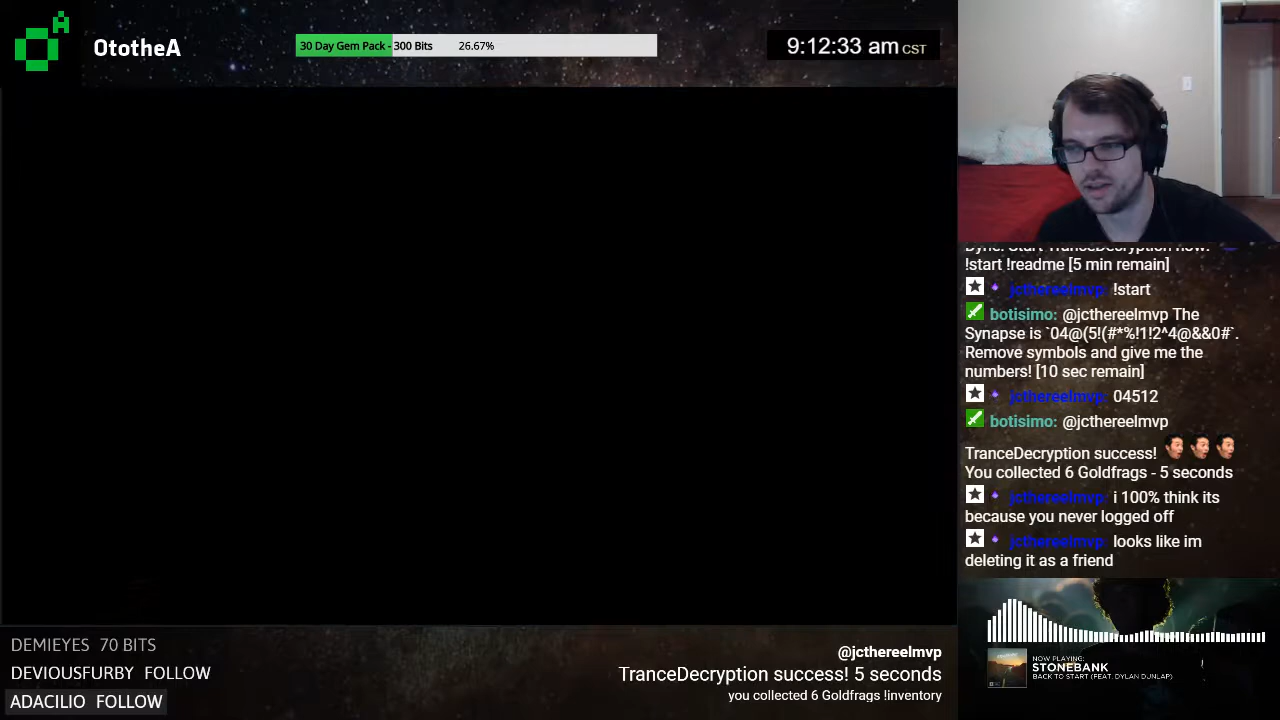 OtotheA
30 Day Gem Pack - 300 Bits 26.67%
9:12:33 am CST
!start !readme [5 min remain]
jcthereelmvp: !start
botisimo: @jcthereelmvp The
Synapse is `04@(5!(#*%!1!2^4@&&0#`.
Remove symbols and give me the
numbers! [10 sec remain]
jcthereelmvp: 04512
botisimo: @jcthereelmvp
TranceDecryption success!
You collected 6 Goldfrags - 5 seconds
jcthereelmvp: i 100% think its
because you never logged off
jcthereelmvp: looks like im
deleting it as a friend
NOW PLAYING:
STONEBANK
BACK TO START (FEAT. DYLAN DUNLAP)
DEMIEYES 70 BITS
DEVIOUSFURBY FOLLOW
ADACILIO FOLLOW
@jcthereelmvp
TranceDecryption success! 5 seconds
you collected 6 Goldfrags !inventory